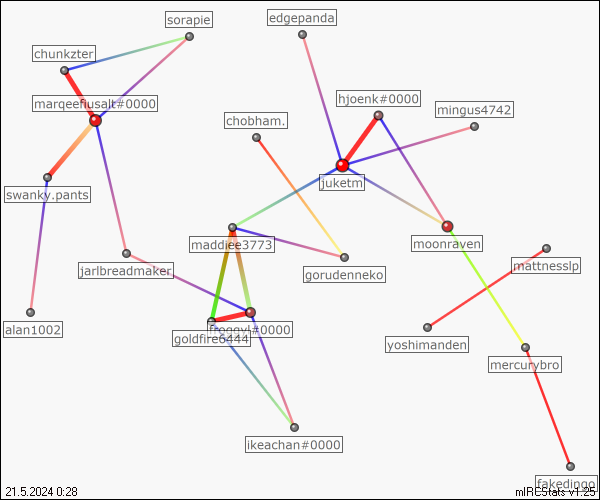 sorapie
edgepanda
chunkzter
marqeeflusalt#0000
hjoenk#0000
mingus4742
chobham.
juketm
swanky.pants
maddiee3773
moonraven
jarlbreadmaker
gorudenneko
mattnesslp
alan1002
froggyl#0000
goldfire6444
yoshimanden
mercurybro
ikeachan#0000
fakedingo
21.5.2024 0:28
mIRCStats v1.25